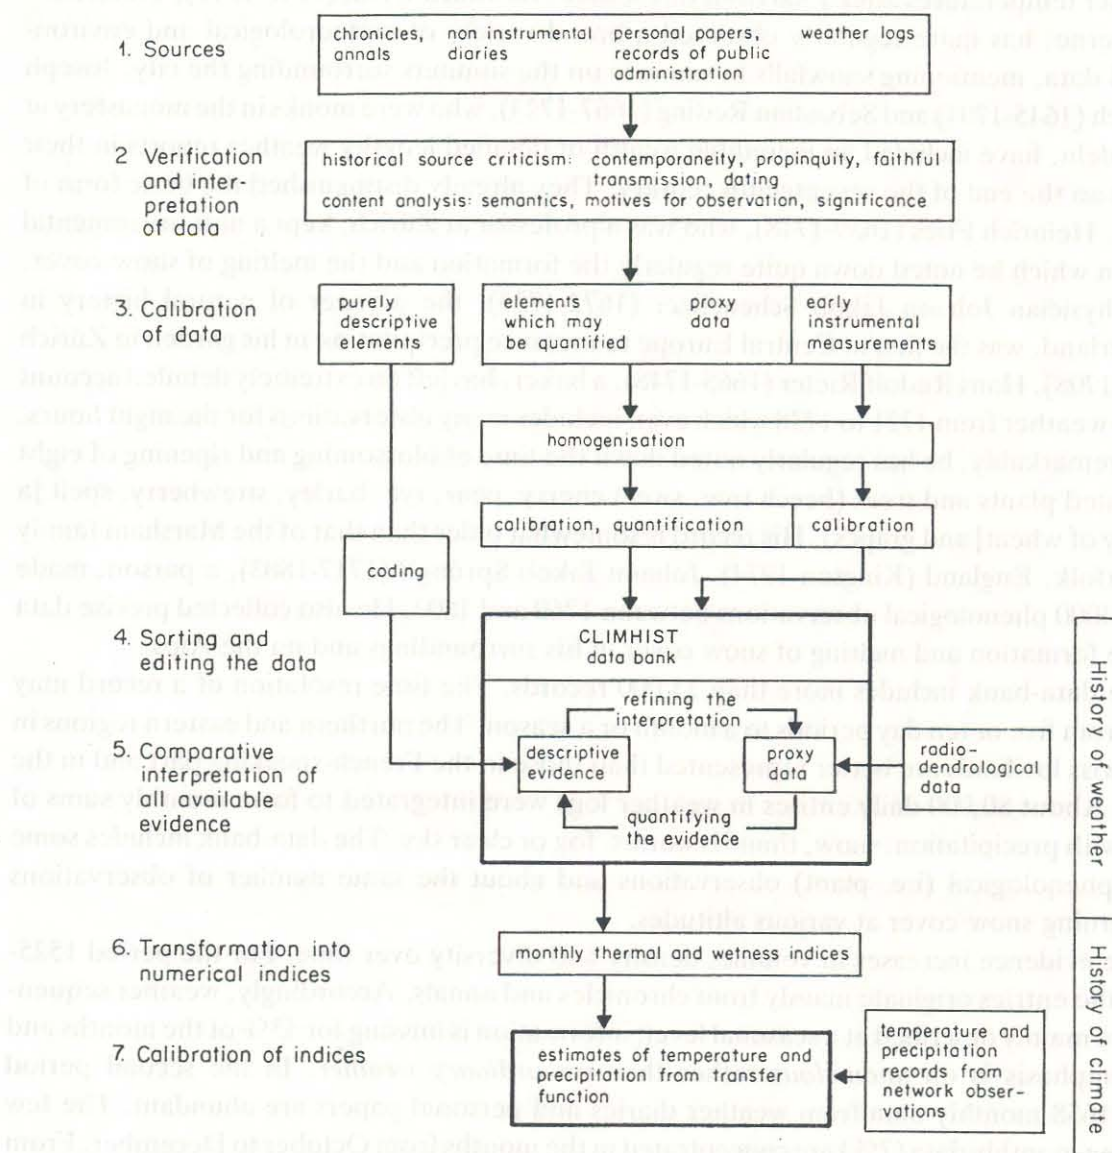 1. Sources
chronicles, non instrumental personal papers, weather logs
annals diaries records of public
administration
2 Verification
and inter-
pretation
of data
historical source criticism: contemporaneity, propinquity, faithful
transmission, dating
content analysis: semantics, motives for observation, significance
3. Calibration
of data
purely
descriptive
elements
elements
which may
be quantified
proxy
data
early
instrumental
measurements
homogenisation
calibration, quantification
calibration
coding
4. Sorting and
editing the data
CLIMHIST
data bank
5. Comparative
interpretation of
all available
evidence
refining the
interpretation
descriptive
evidence
proxy
data
quantifying
the evidence
radio-
dendrological
data
6. Transformation into
numerical indices
monthly thermal and wetness indices
7. Calibration of indices
estimates of temperature and
precipitation from transfer
function
temperature and
precipitation
records from
network obser-
vations
History of weather
History of climate